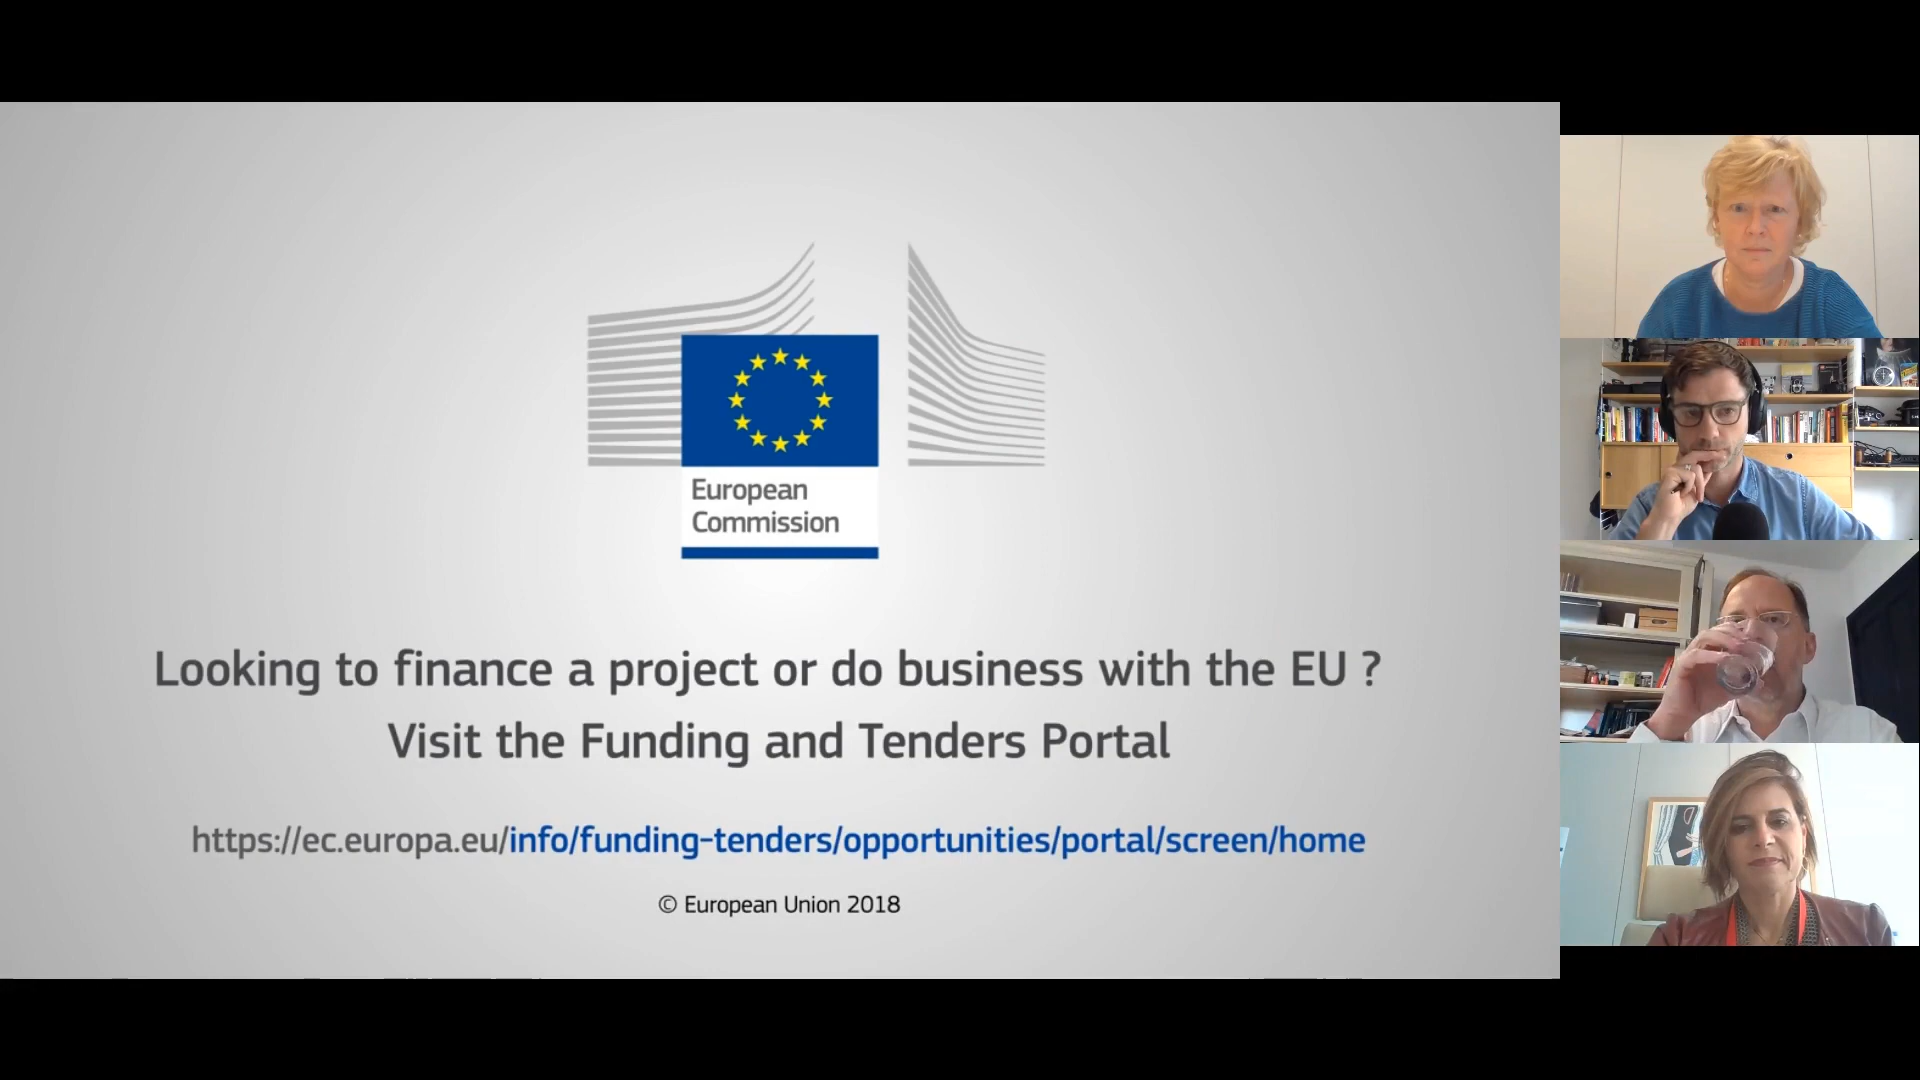 European
Commission
Looking to finance a project or do business with the EU ?
Visit the Funding and Tenders Portal
https://ec.europa.eu/info/funding-tenders/opportunities/portal/screen/home
© European Union 2018